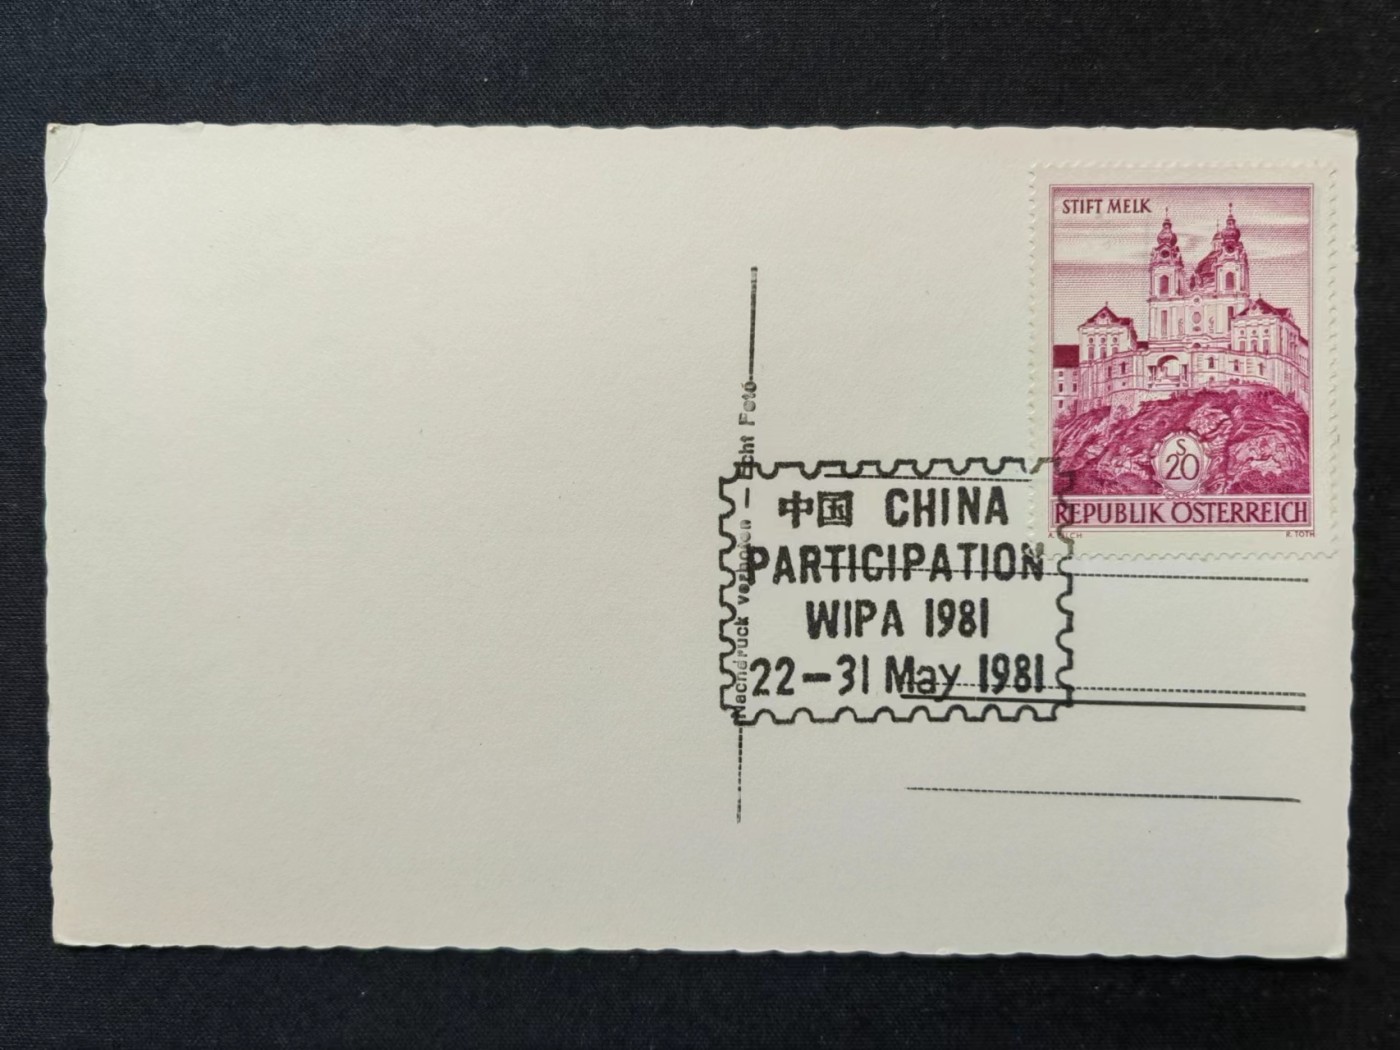 STIFT MELK
S
20
REPUBLIK ÖSTERREICH
R. TOTH
Nachdruck verboten — Echt Foto
中国 CHINA
PARTICIPATION
WIPA 1981
22-31 May 1981